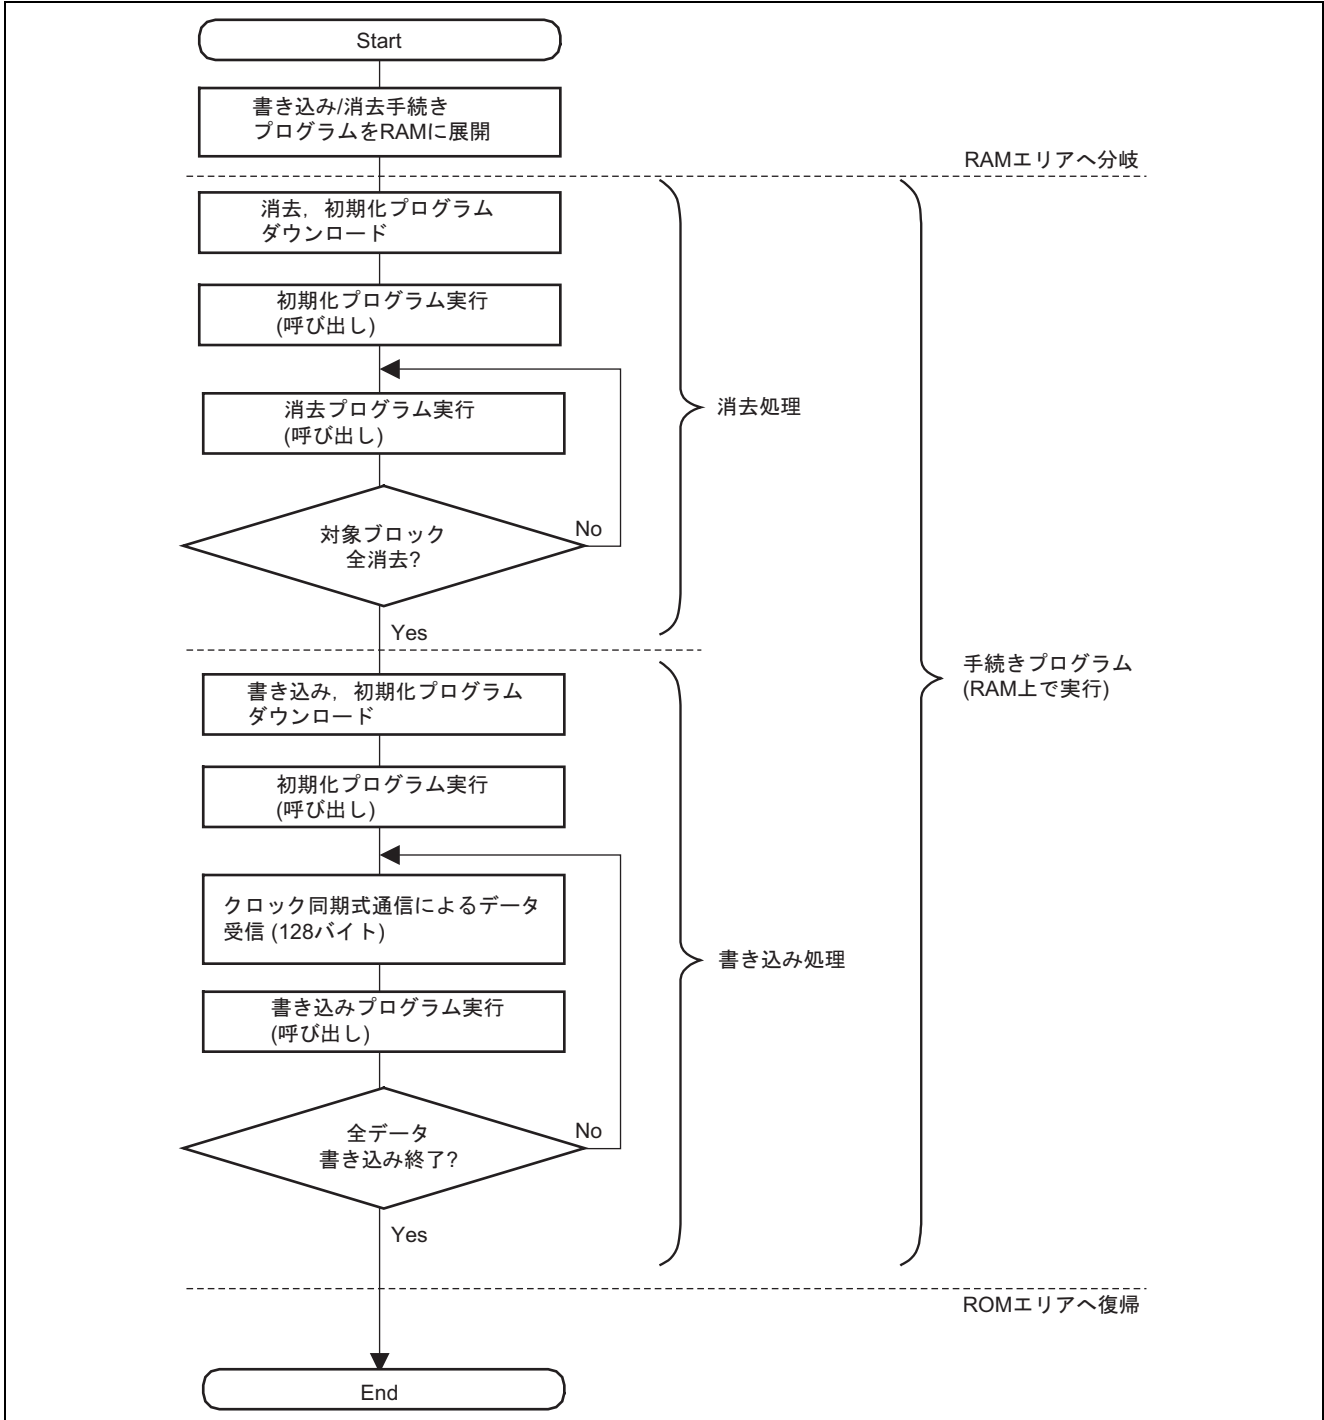 Start
書き込み/消去手続き
プログラムをRAMに展開
RAMエリアへ分岐
消去，初期化プログラム
ダウンロード
初期化プログラム実行
(呼び出し)
消去プログラム実行
(呼び出し)
消去処理
対象ブロック
全消去?
No
Yes
手続きプログラム
(RAM上で実行)
書き込み，初期化プログラム
ダウンロード
初期化プログラム実行
(呼び出し)
クロック同期式通信によるデータ
受信 (128バイト)
書き込み処理
書き込みプログラム実行
(呼び出し)
全データ
書き込み終了?
No
Yes
ROMエリアへ復帰
End